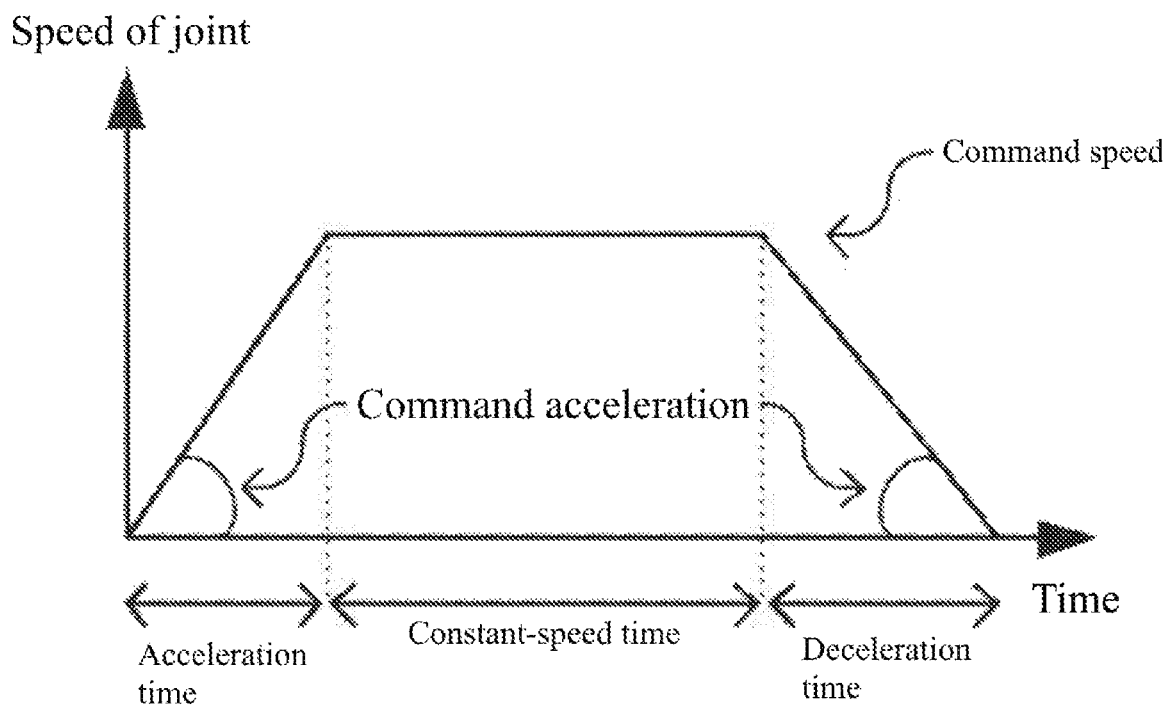 Speed of joint
Command speed
Command acceleration
Time
Acceleration
time
Constant-speed time
Deceleration
time